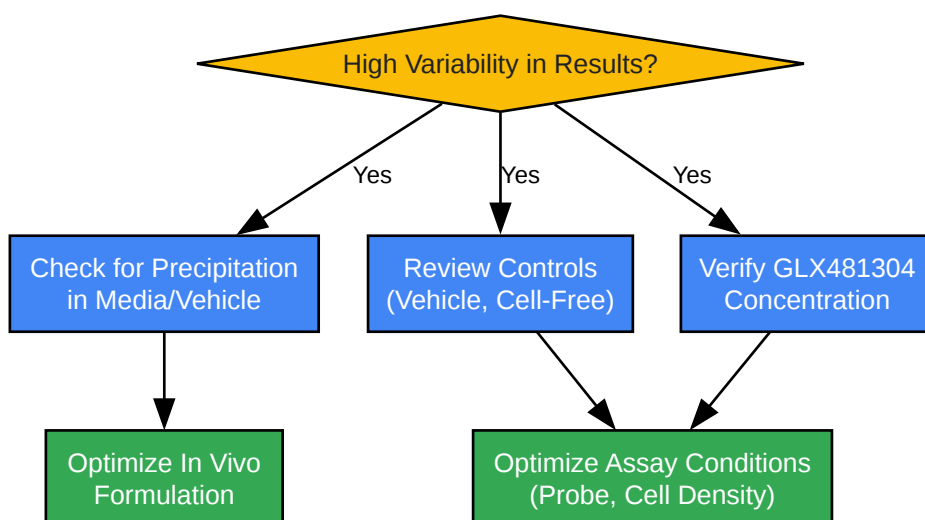 High Variability in Results?
Yes
Yes
Yes
Check for Precipitation
in Media/Vehicle
Review Controls
(Vehicle, Cell-Free)
Verify GLX481304
Concentration
Optimize In Vivo
Formulation
Optimize Assay Conditions
(Probe, Cell Density)